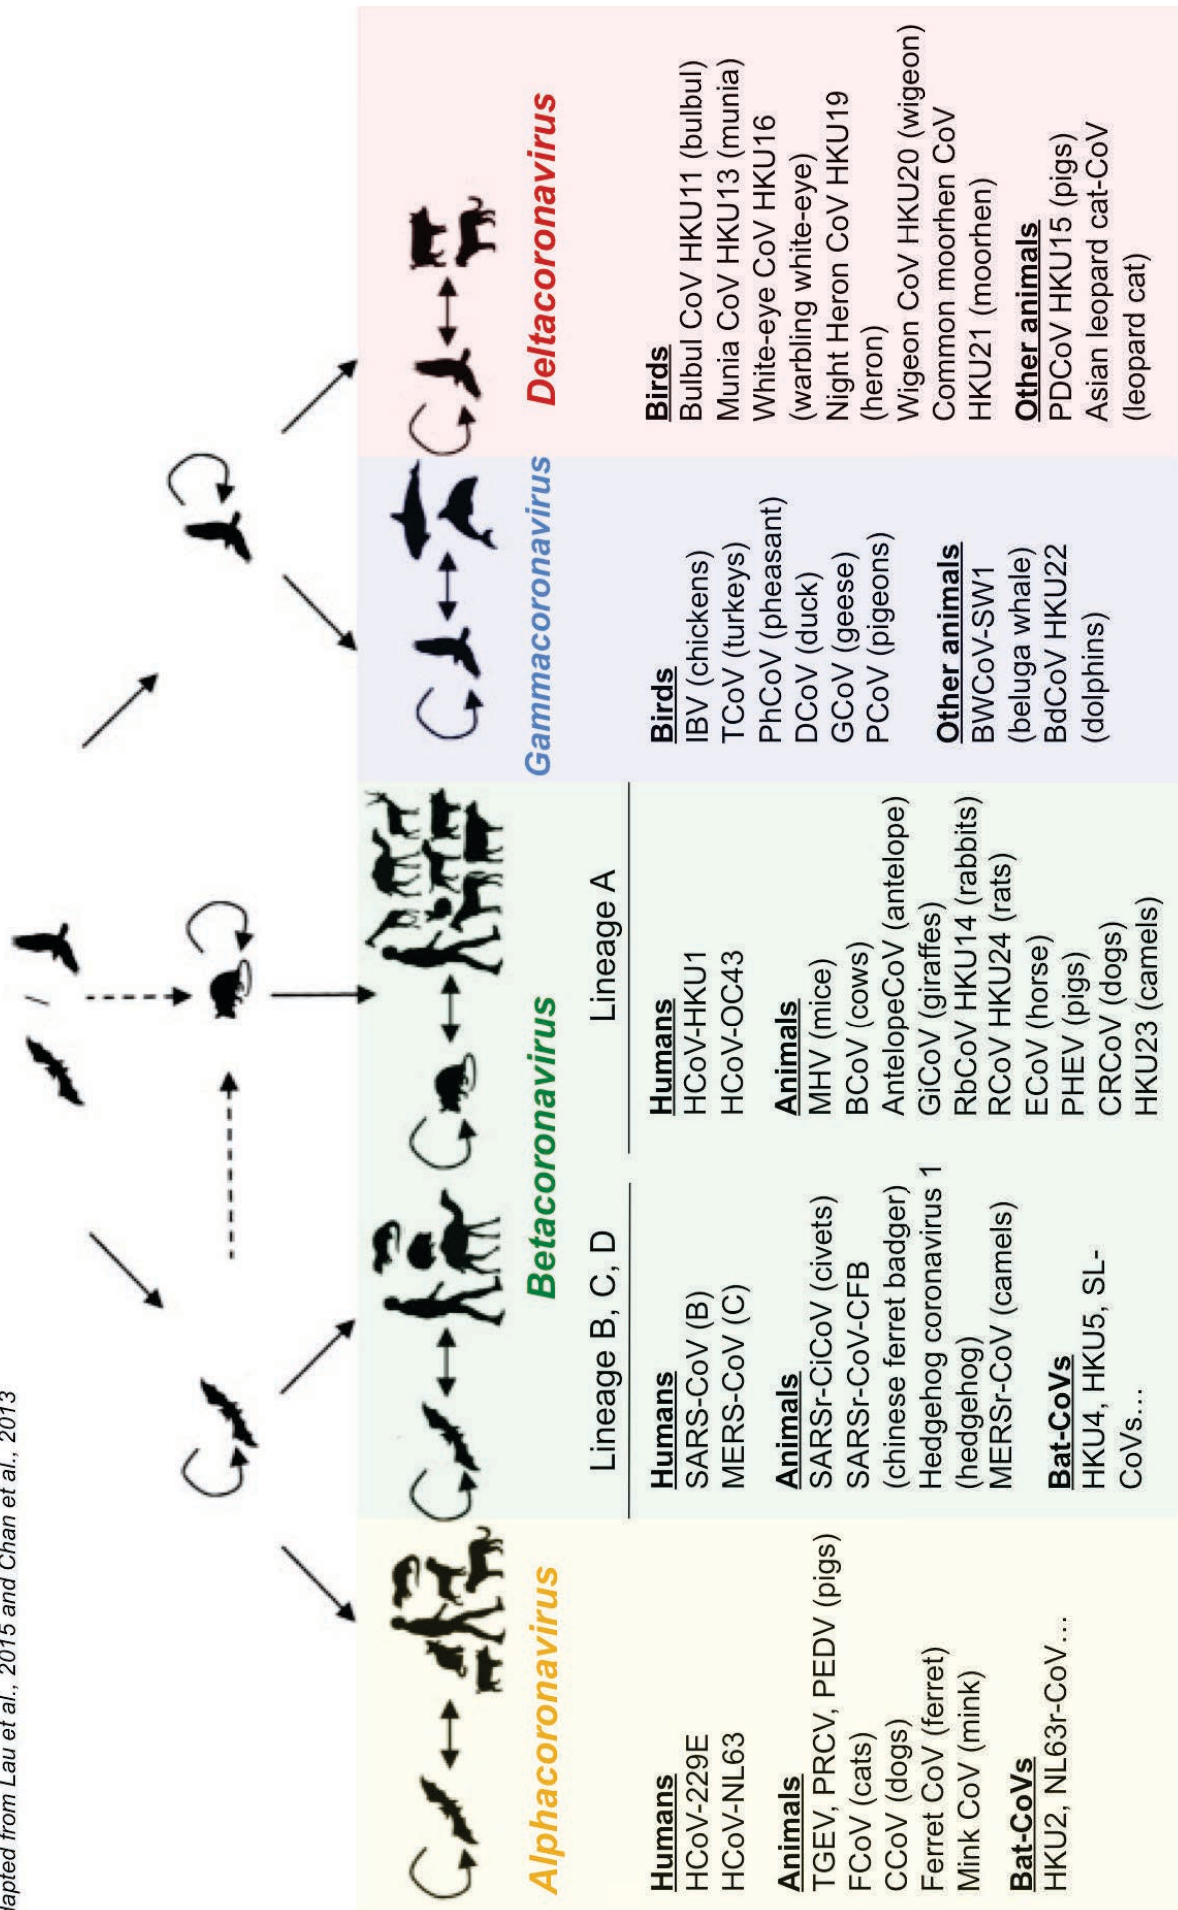 dapted from Lau et al., 2015 and Chan et al., 2013
Alphacoronavirus
Humans
HCoV-229E
HCoV-NL63
Animals
TGEV, PRCV, PEDV (pigs)
FCoV (cats)
CCoV (dogs)
Ferret CoV (ferret)
Mink CoV (mink)
Bat-CoVs
HKU2, NL63r-CoV...
Betacoronavirus
Lineage B, C, D
Humans
SARS-CoV (B)
MERS-CoV (C)
Animals
SARSr-CiCoV (civets)
SARSr-CoV-CFB
(chinese ferret badger)
Hedgehog coronavirus 1
(hedgehog)
MERSr-CoV (camels)
Bat-CoVs
HKU4, HKU5, SL-
CoVs...
Lineage A
Humans
HCoV-HKU1
HCoV-OC43
Animals
MHV (mice)
BCoV (cows)
AntelopeCoV (antelope)
GiCoV (giraffes)
RbCoV HKU14 (rabbits)
RCoV HKU24 (rats)
ECoV (horse)
PHEV (pigs)
CRCoV (dogs)
HKU23 (camels)
Gammacoronavirus
Birds
IBV (chickens)
TCoV (turkeys)
PhCoV (pheasant)
DCoV (duck)
GCoV (geese)
PCoV (pigeons)
Other animals
BWCoV-SW1
(beluga whale)
BdCoV HKU22
(dolphins)
Deltacoronavirus
Birds
Bulbul CoV HKU11 (bulbul)
Munia CoV HKU13 (munia)
White-eye CoV HKU16
(warbling white-eye)
Night Heron CoV HKU19
(heron)
Wigeon CoV HKU20 (wigeon)
Common moorhen CoV
HKU21 (moorhen)
Other animals
PDCoV HKU15 (pigs)
Asian leopard cat-CoV
(leopard cat)